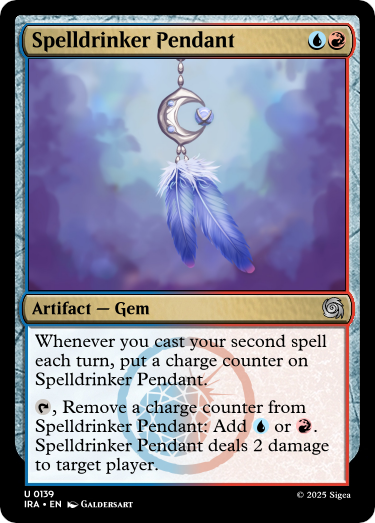 Spelldrinker Pendant
Artifact — Gem
Whenever you cast your second spell
each turn, put a charge counter on
Spelldrinker Pendant.
, Remove a charge counter from
Spelldrinker Pendant: Add or .
Spelldrinker Pendant deals 2 damage
to target player.
U 0139
IRA • EN Galdersart
© 2025 Sigea